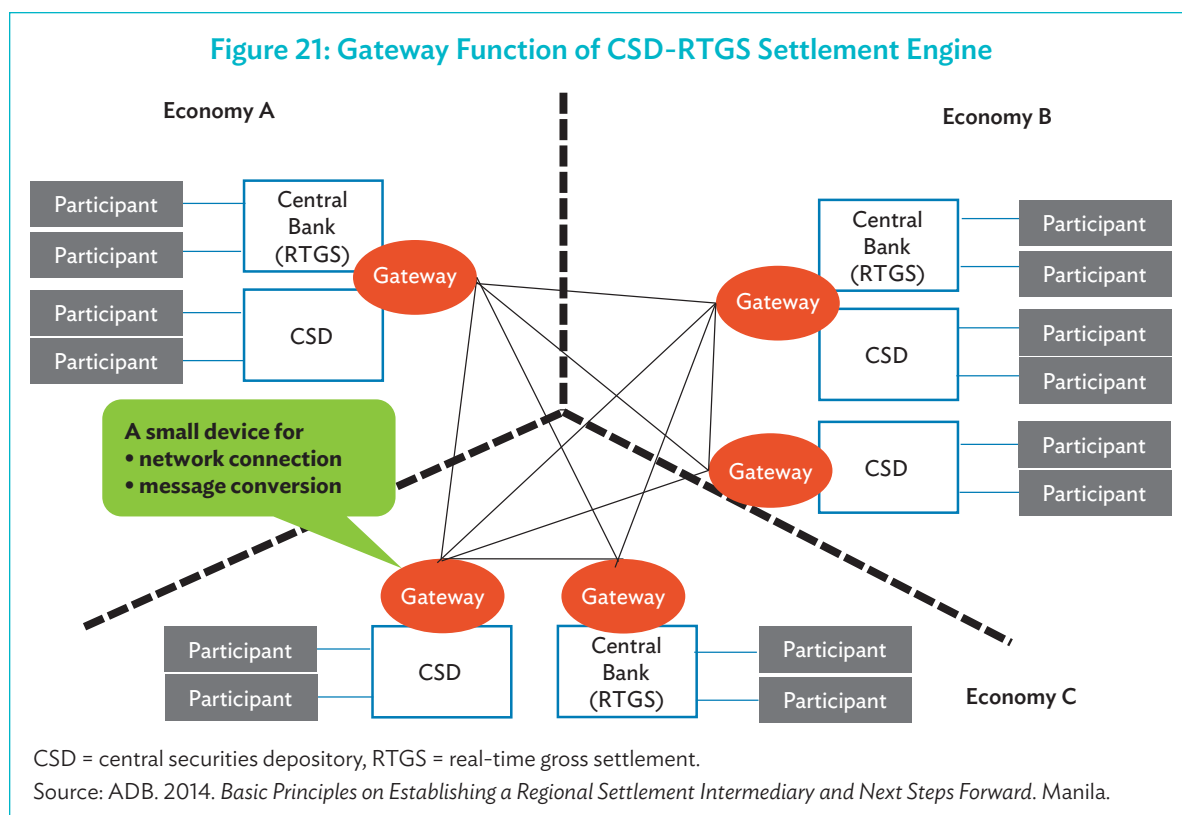 Figure 21: Gateway Function of CSD-RTGS Settlement Engine
Economy A
Participant
Participant
Central
Bank
(RTGS)
Gateway
Participant
Participant
CSD
Economy B
Central
Bank
(RTGS)
Participant
Participant
Gateway
CSD
Participant
Participant
Gateway
CSD
Participant
Participant
A small device for
• network connection
• message conversion
Gateway
Participant
Participant
CSD
Gateway
Central
Bank
(RTGS)
Participant
Participant
Economy C
CSD = central securities depository, RTGS = real-time gross settlement.
Source: ADB. 2014. Basic Principles on Establishing a Regional Settlement Intermediary and Next Steps Forward. Manila.